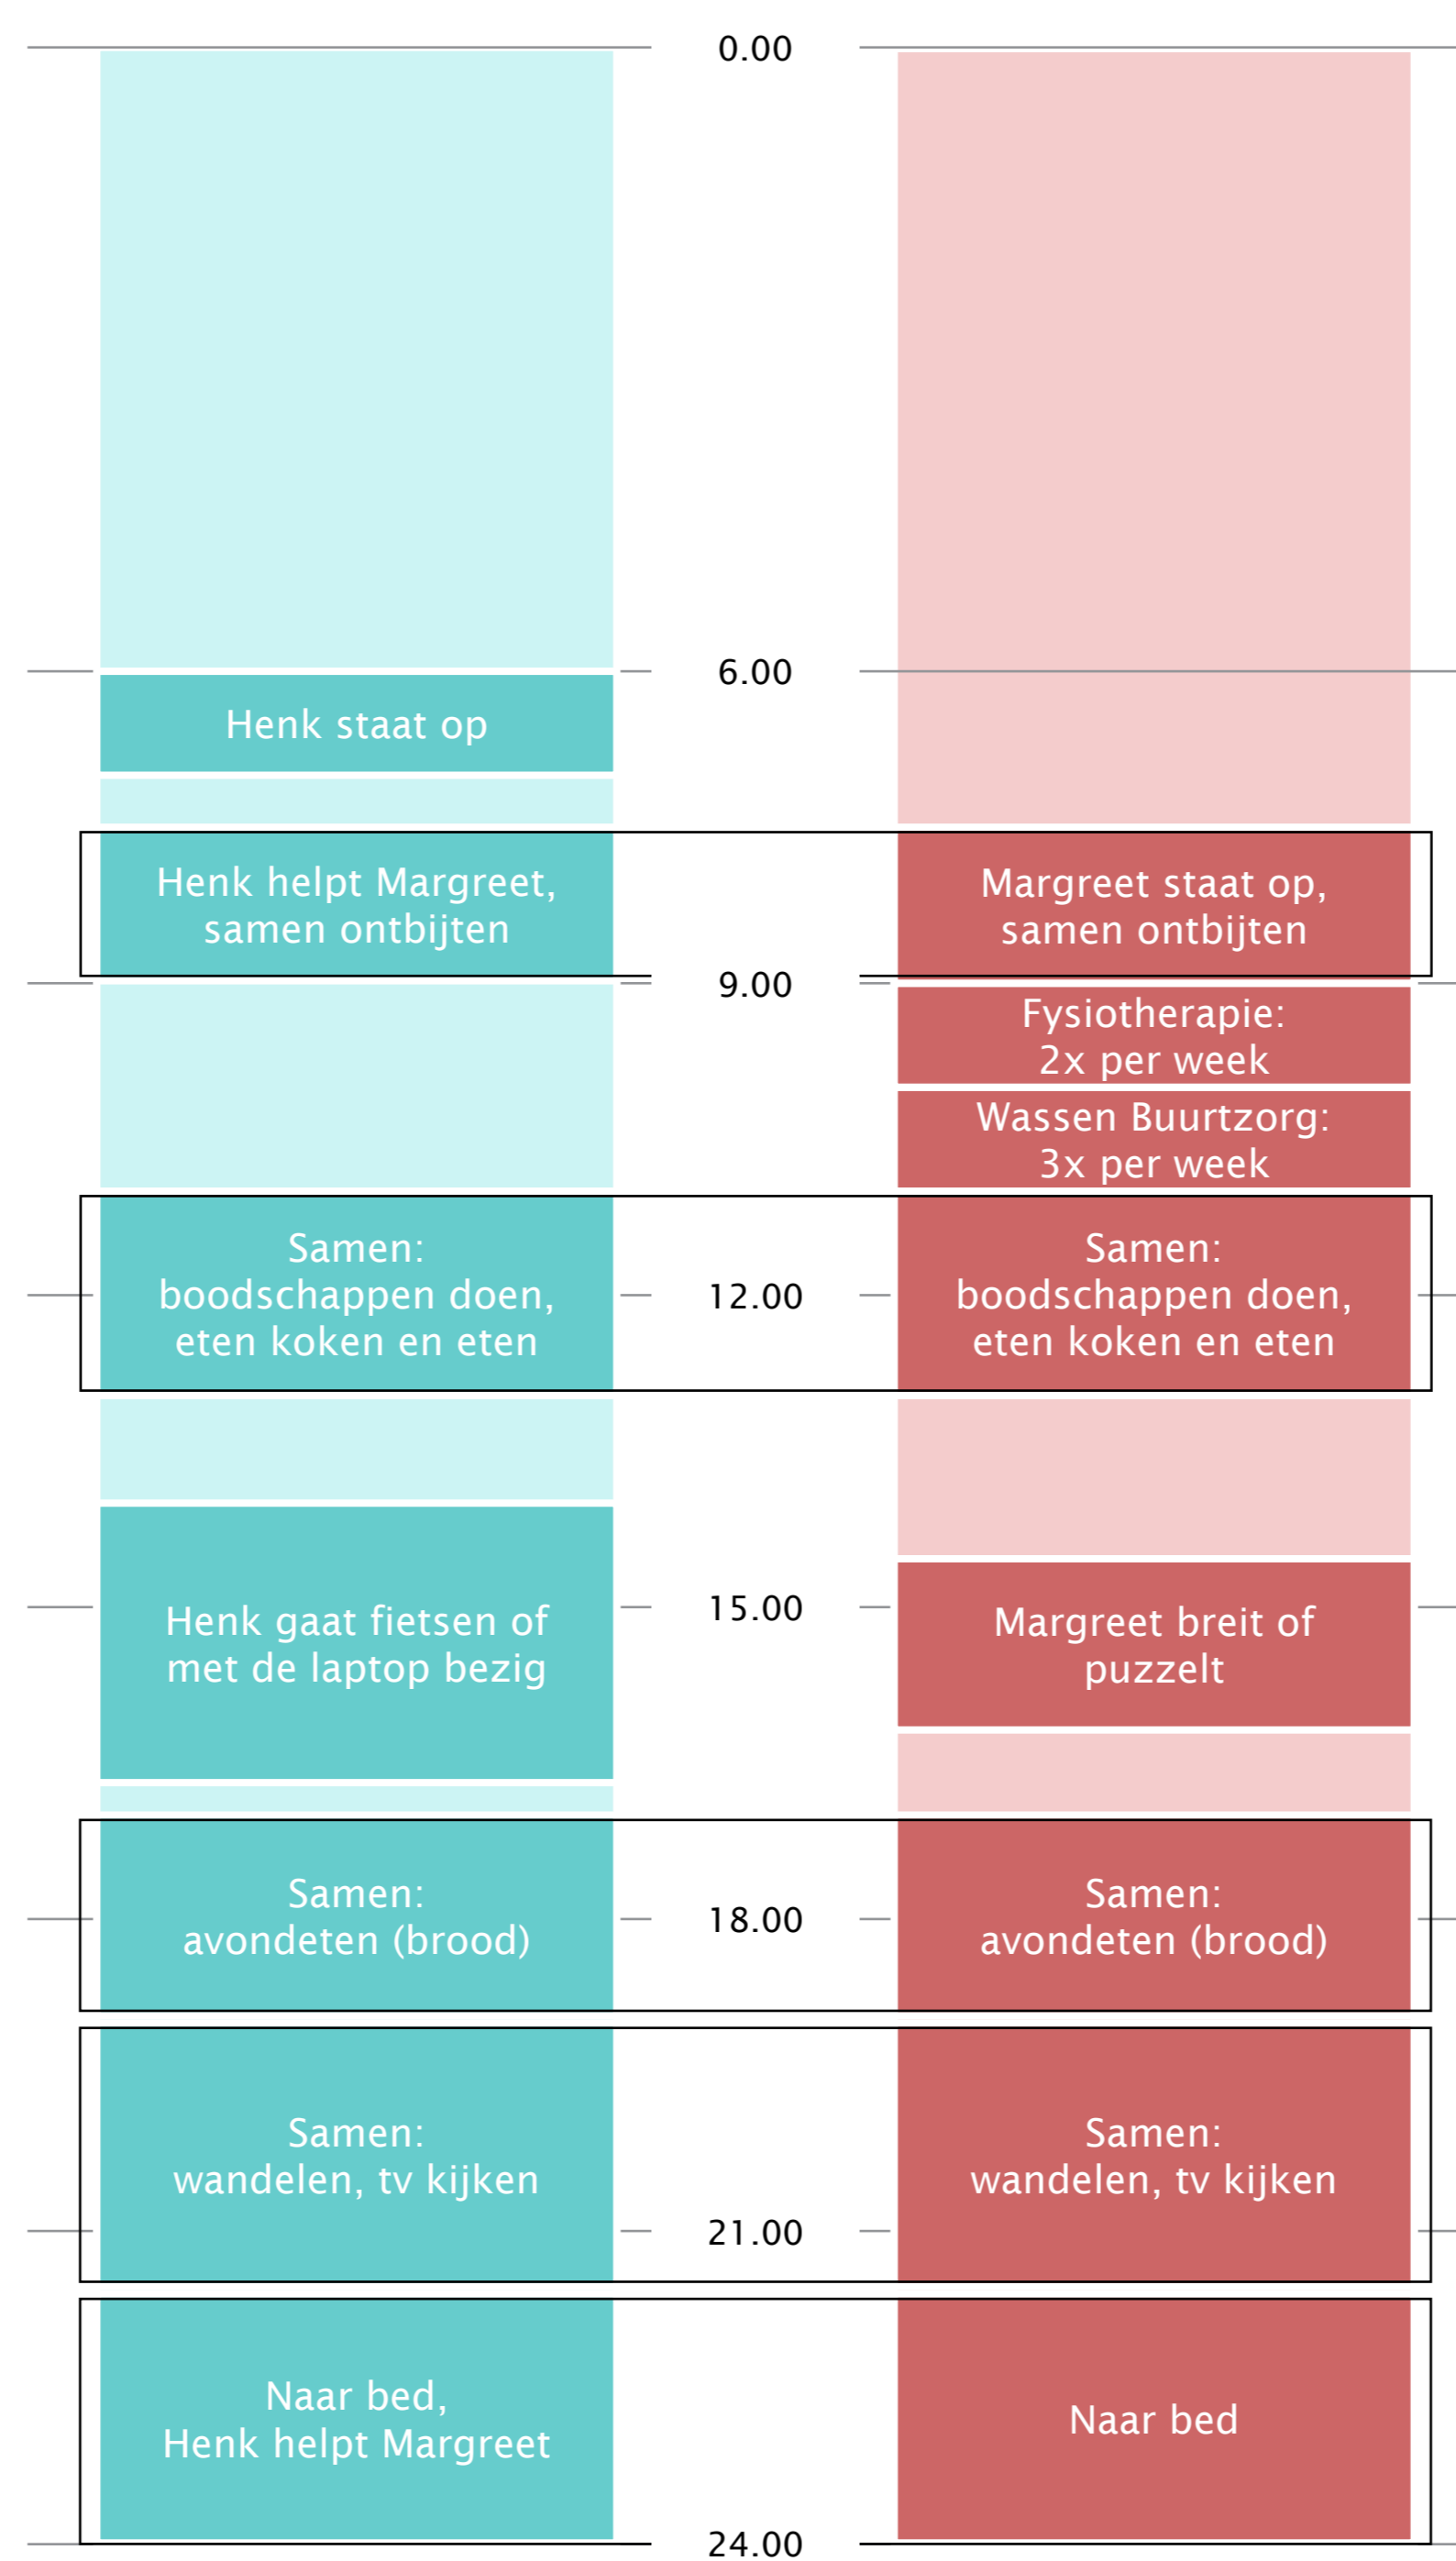 0.00
6.00
Henk staat op
Henk helpt Margreet,
samen ontbijten
Margreet staat op,
samen ontbijten
9.00
Fysiotherapie:
2x per week
Wassen Buurtzorg:
3x per week
Samen:
boodschappen doen,
eten koken en eten
12.00
Samen:
boodschappen doen,
eten koken en eten
Henk gaat fietsen of
met de laptop bezig
15.00
Margreet breit of
puzzelt
Samen:
avondeten (brood)
18.00
Samen:
avondeten (brood)
Samen:
wandelen, tv kijken
Samen:
wandelen, tv kijken
21.00
Naar bed,
Henk helpt Margreet
Naar bed
24.00